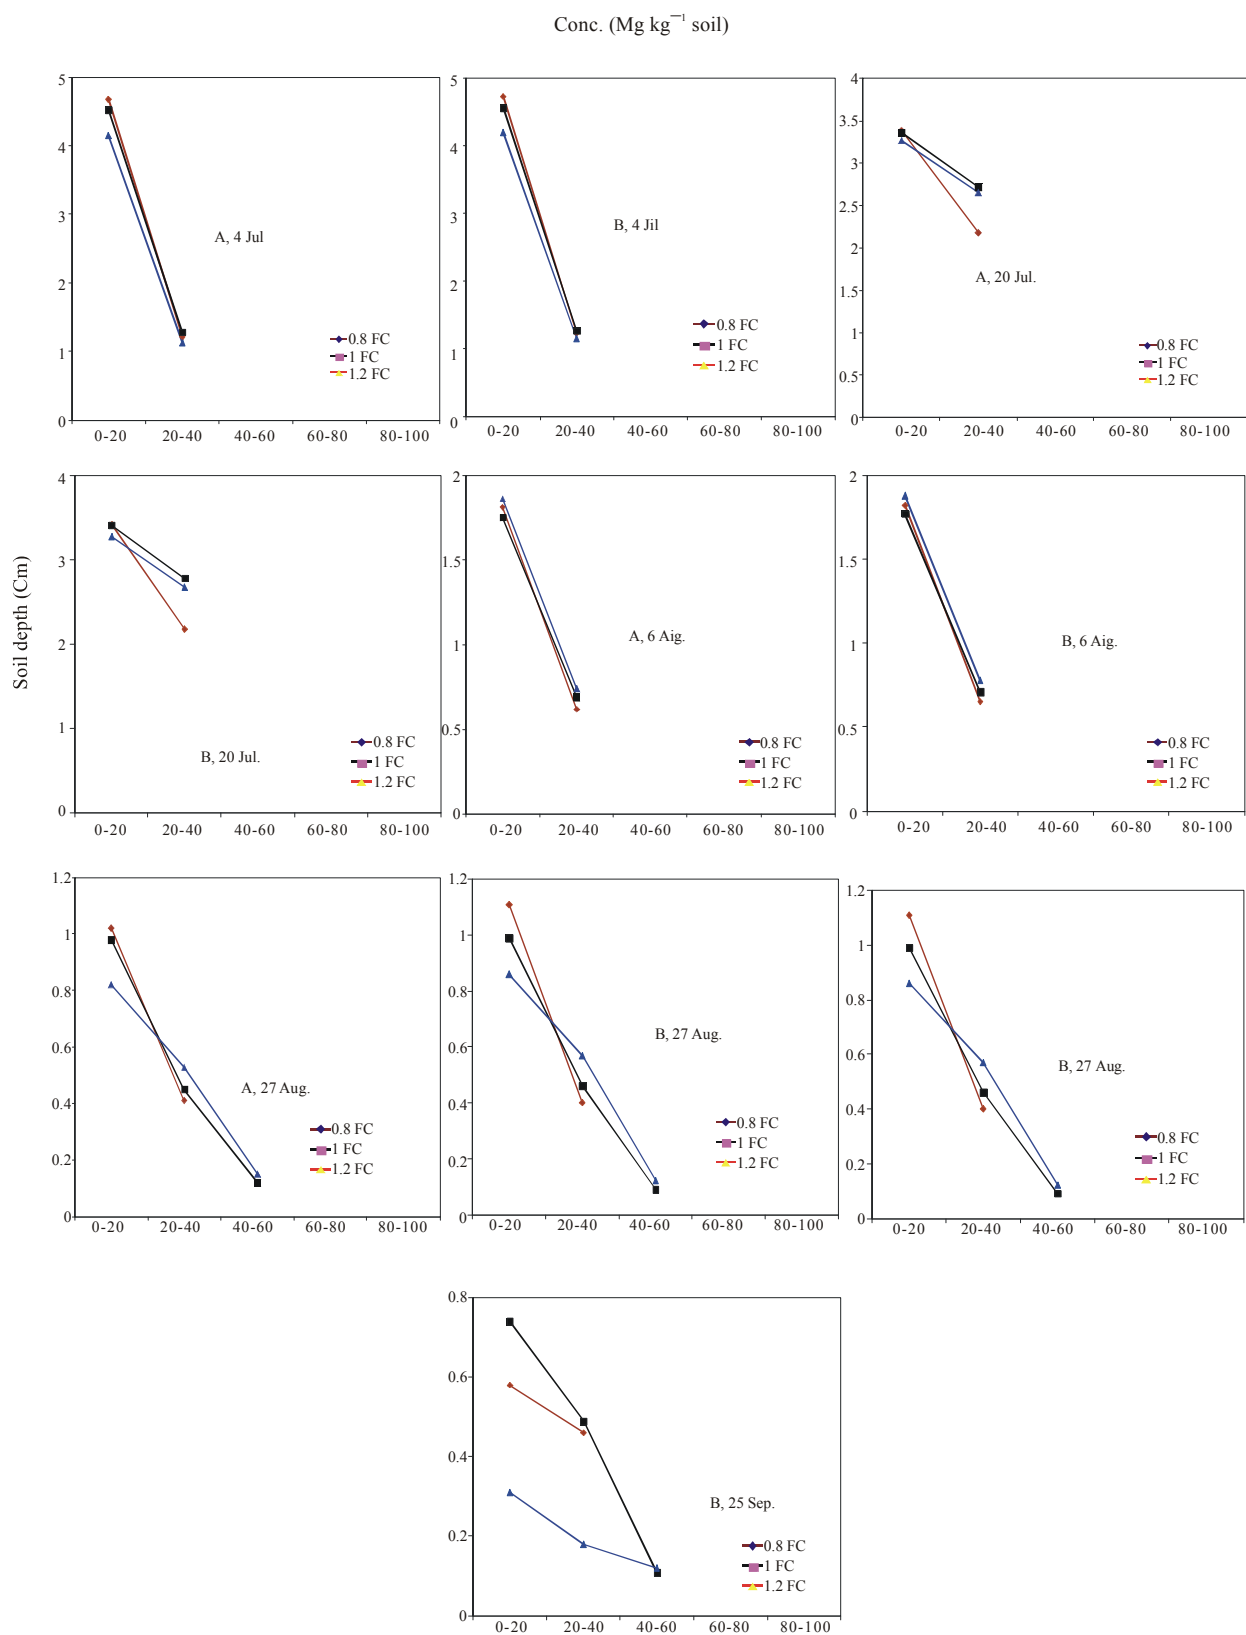 Conc. (Mg kg⁻¹ soil)
Soil depth (Cm)
5
4
3
2
1
0
0-20 20-40 40-60 60-80 80-100
A, 4 Jul
0.8 FC
1 FC
1.2 FC
5
4
3
2
1
0
0-20 20-40 40-60 60-80 80-100
B, 4 Jil
0.8 FC
1 FC
1.2 FC
4
3.5
3
2.5
2
1.5
1
0.5
0
0-20 20-40 40-60 60-80 80-100
A, 20 Jul.
0.8 FC
1 FC
1.2 FC
4
3
2
1
0
0-20 20-40 40-60 60-80 80-100
B, 20 Jul.
0.8 FC
1 FC
1.2 FC
2
1.5
1
0.5
0
0-20 20-40 40-60 60-80 80-100
A, 6 Aig.
0.8 FC
1 FC
1.2 FC
2
1.5
1
0.5
0
0-20 20-40 40-60 60-80 80-100
B, 6 Aig.
0.8 FC
1 FC
1.2 FC
1.2
1
0.8
0.6
0.4
0.2
0
0-20 20-40 40-60 60-80 80-100
A, 27 Aug.
0.8 FC
1 FC
1.2 FC
1.2
1
0.8
0.6
0.4
0.2
0
0-20 20-40 40-60 60-80 80-100
B, 27 Aug.
0.8 FC
1 FC
1.2 FC
1.2
1
0.8
0.6
0.4
0.2
0
0-20 20-40 40-60 60-80 80-100
B, 27 Aug.
0.8 FC
1 FC
1.2 FC
0.8
0.6
0.4
0.2
0
0-20 20-40 40-60 60-80 80-100
B, 25 Sep.
0.8 FC
1 FC
1.2 FC